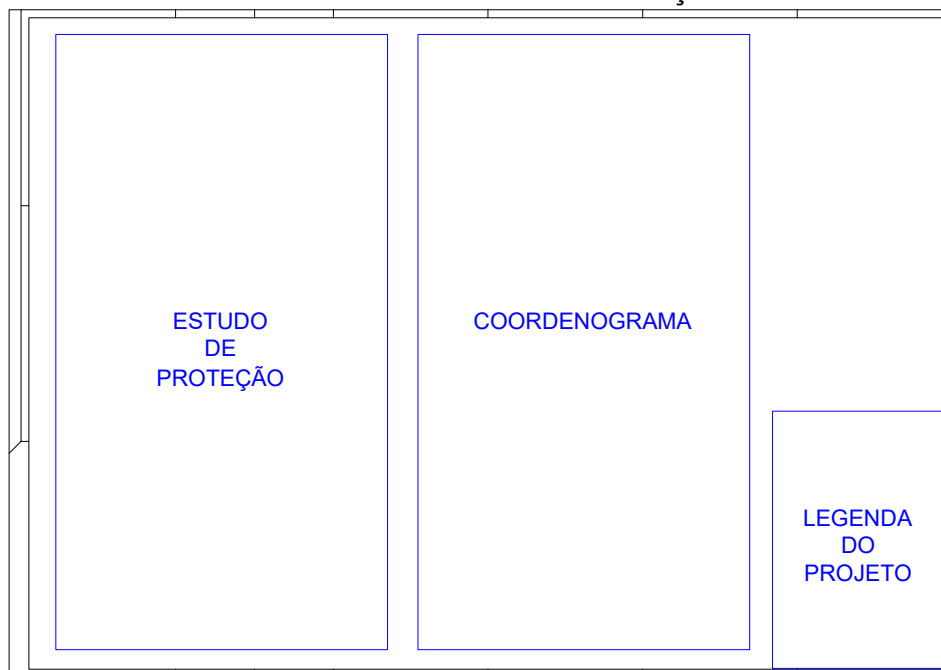 ESTUDO
DE
PROTEÇÃO
COORDENOGRAMA
LEGENDA
DO
PROJETO